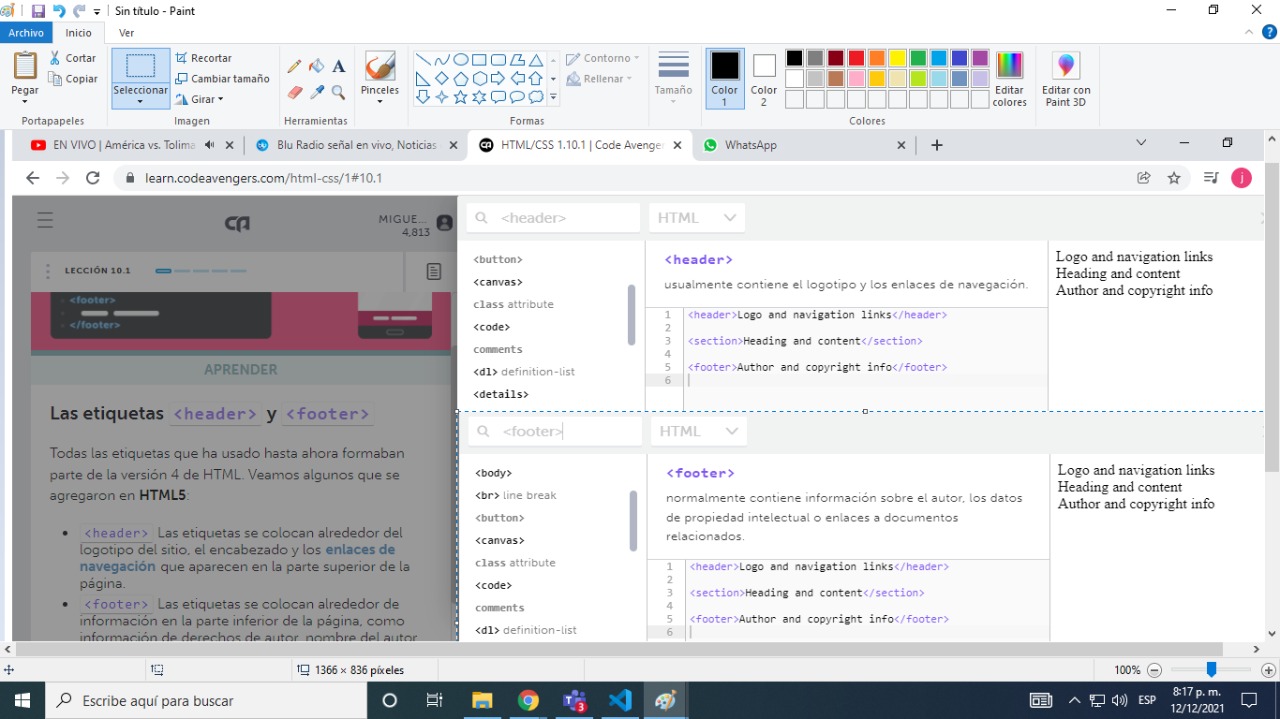 Sin título - Paint
Archivo Inicio Ver
Pegar
Cortar
Copiar
Portapapeles
Seleccionar
Recortar
Cambiar tamaño
Girar
Imagen
A
Herramientas
Pinceles
Contorno
Rellenar
Formas
Tamaño
Color 1
Color 2
Editar colores
Colores
Editar con Paint 3D
EN VIVO | América vs. Tolima
Blu Radio señal en vivo, Noticias
HTML/CSS 1.10.1 | Code Avenger
WhatsApp
learn.codeavengers.com/html-css/1#10.1
j
MIGUE...
4,813
LECCIÓN 10.1
<footer>
</footer>
APRENDER
Las etiquetas <header> y <footer>
Todas las etiquetas que ha usado hasta ahora formaban
parte de la versión 4 de HTML. Veamos algunos que se
agregaron en HTML5:
<header> Las etiquetas se colocan alrededor del
logotipo del sitio, el encabezado y los enlaces de
navegación que aparecen en la parte superior de la
página.
<footer> Las etiquetas se colocan alrededor de
información en la parte inferior de la página, como
información de derechos de autor, nombre del autor
<header> HTML
<button>
<canvas>
class attribute
<code>
comments
<dl> definition-list
<details>
<header>
usualmente contiene el logotipo y los enlaces de navegación.
1 <header>Logo and navigation links</header>
2
3 <section>Heading and content</section>
4
5 <footer>Author and copyright info</footer>
6
Logo and navigation links
Heading and content
Author and copyright info
<footer> HTML
<body>
<br> line break
<button>
<canvas>
class attribute
<code>
comments
<dl> definition-list
<footer>
normalmente contiene información sobre el autor, los datos
de propiedad intelectual o enlaces a documentos
relacionados.
1 <header>Logo and navigation links</header>
2
3 <section>Heading and content</section>
4
5 <footer>Author and copyright info</footer>
6
Logo and navigation links
Heading and content
Author and copyright info
1366 × 836 píxeles
100%
Escribe aquí para buscar
3
ESP
8:17 p. m.
12/12/2021